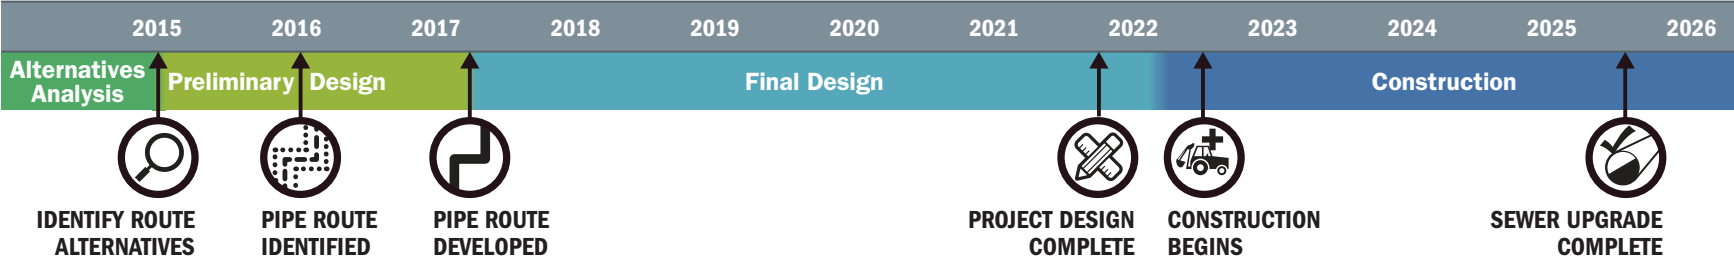 2015 2016 2017 2018 2019 2020 2021 2022 2023 2024 2025 2026
Alternatives
Analysis
Preliminary Design
Final Design
Construction
IDENTIFY ROUTE
ALTERNATIVES
PIPE ROUTE
IDENTIFIED
PIPE ROUTE
DEVELOPED
PROJECT DESIGN
COMPLETE
CONSTRUCTION
BEGINS
SEWER UPGRADE
COMPLETE